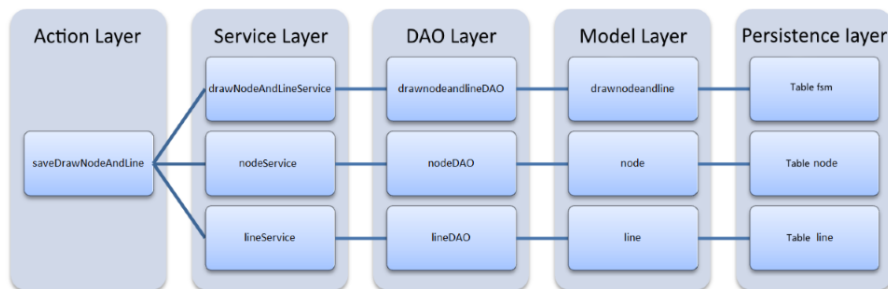 Action Layer
Service Layer
DAO Layer
Model Layer
Persistence layer
drawNodeAndLineService
drawnodeandlineDAO
drawnodeandline
Table fsm
saveDrawNodeAndLine
nodeService
nodeDAO
node
Table node
lineService
lineDAO
line
Table line